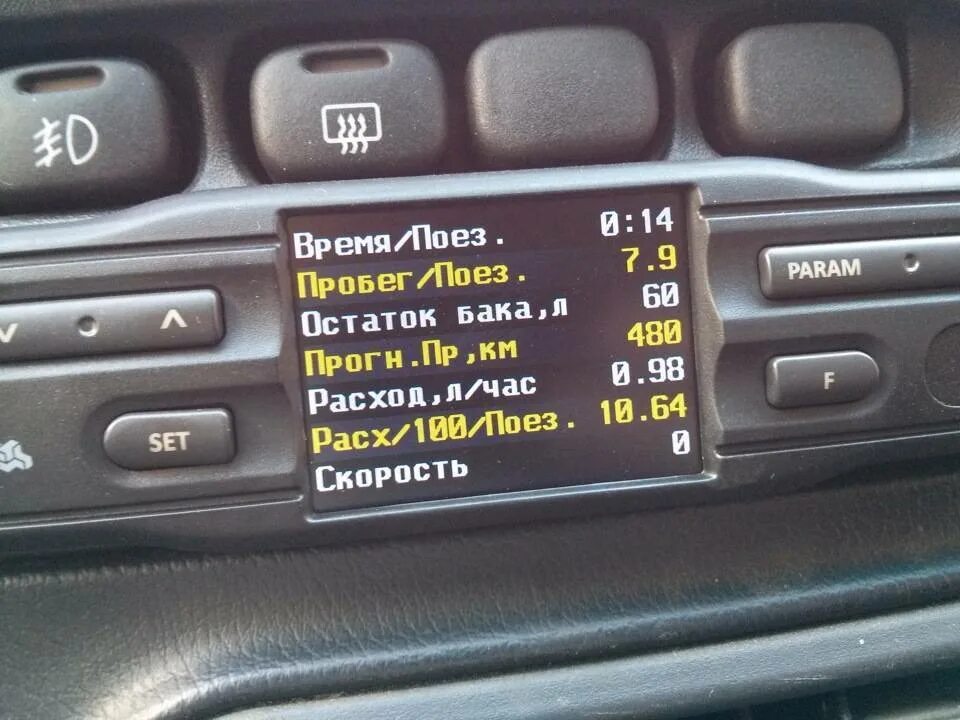 Время/Поез. 0:14
Пробег/Поез. 7.9
Остаток бака,л 60
Прогн.Пр,км 480
Расход,л/час 0.98
Расх/100/Поез. 10.64
Скорость 0
PARAM
SET
F